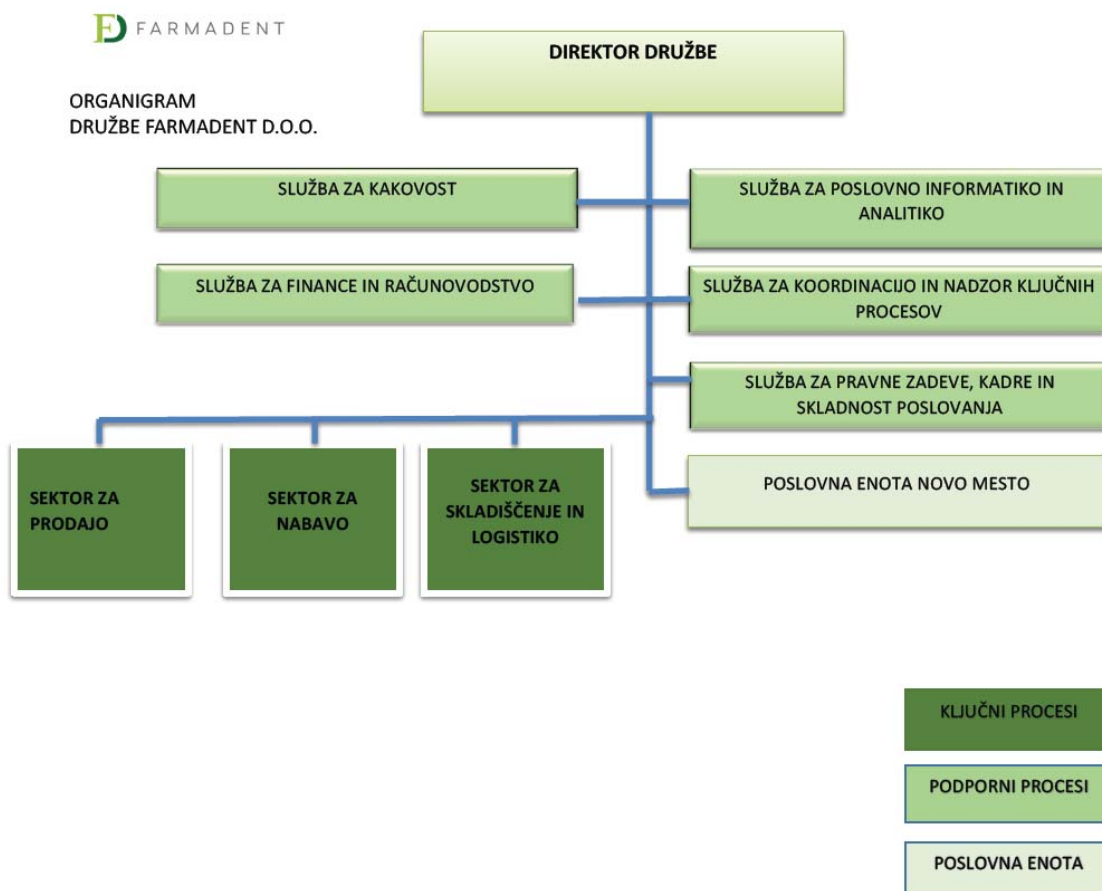 FARMADENT
ORGANIGRAM
DRUŽBE FARMADENT D.O.O.
DIREKTOR DRUŽBE
SLUŽBA ZA KAKOVOST
SLUŽBA ZA POSLOVNO INFORMATIKO IN
ANALITIKO
SLUŽBA ZA FINANCE IN RAČUNOVODSTVO
SLUŽBA ZA KOORDINACIJO IN NADZOR KLJUČNIH
PROCESOV
SLUŽBA ZA PRAVNE ZADEVE, KADRE IN
SKLADNOST POSLOVANJA
POSLOVNA ENOTA NOVO MESTO
SEKTOR ZA
PRODAJO
SEKTOR ZA
NABAVO
SEKTOR ZA
SKLADIŠČENJE IN
LOGISTIKO
KLJUČNI PROCESI
PODPORNI PROCESI
POSLOVNA ENOTA